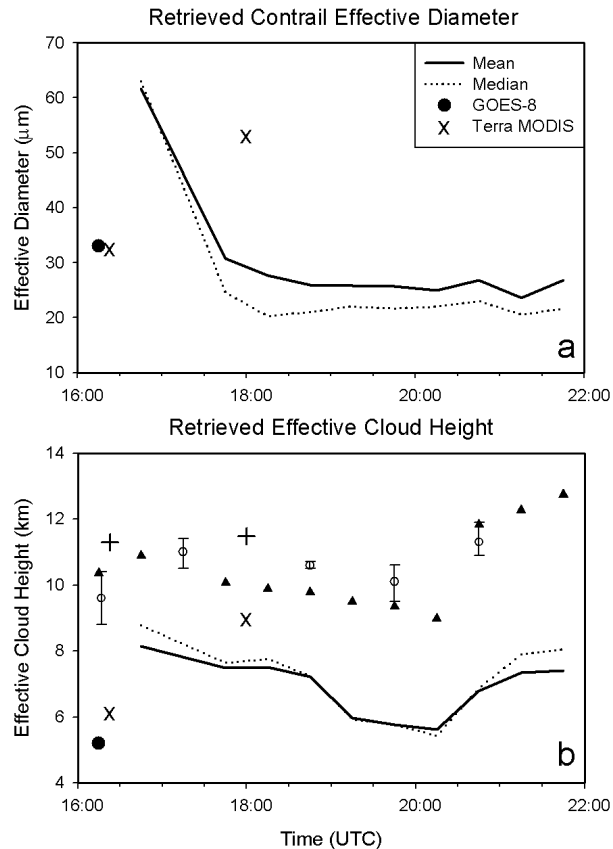 Retrieved Contrail Effective Diameter
70
60
50
40
30
20
10
Effective Diameter (μm)
Mean
Median
GOES-8
Terra MODIS
a
16:00
18:00
20:00
22:00
Retrieved Effective Cloud Height
14
12
10
8
6
4
Effective Cloud Height (km)
b
16:00
18:00
20:00
22:00
Time (UTC)